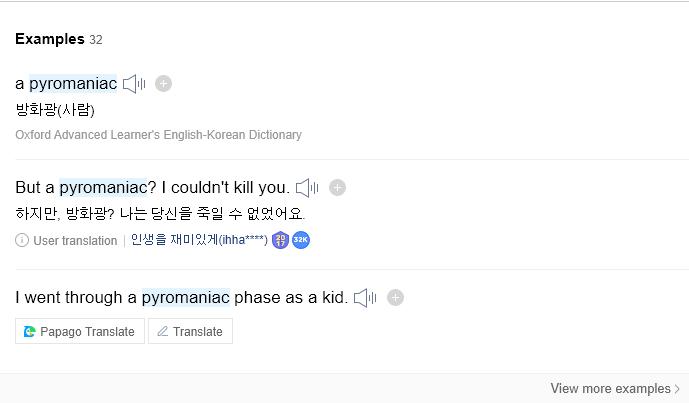 Examples 32
a pyromaniac
방화광(사람)
Oxford Advanced Learner's English-Korean Dictionary
But a pyromaniac? I couldn't kill you.
하지만, 방화광? 나는 당신을 죽일 수 없었어요.
User translation | 인생을 재미있게(ihha****) 2017 32K
I went through a pyromaniac phase as a kid.
Papago Translate Translate
View more examples